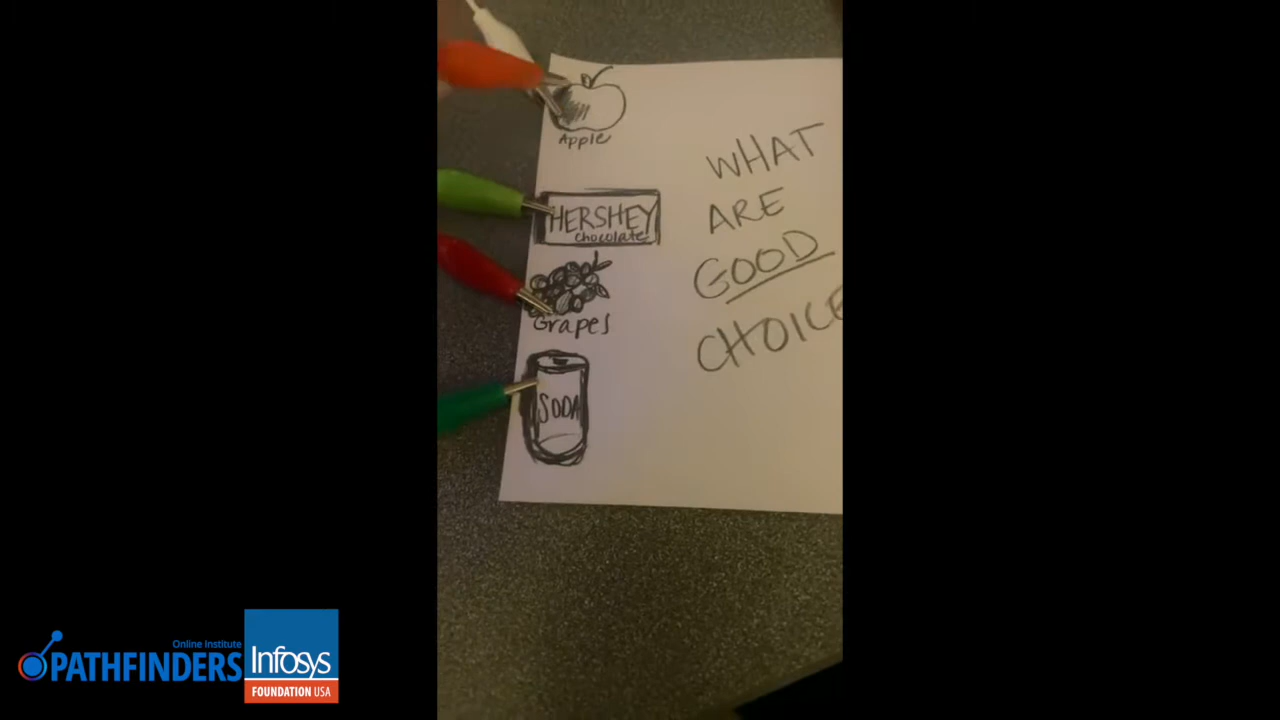 Apple
HERSHEY
chocolate
Grapes
SODA
WHAT
ARE
GOOD
CHOICE
Online Institute
PATHFINDERS
Infosys
FOUNDATION USA